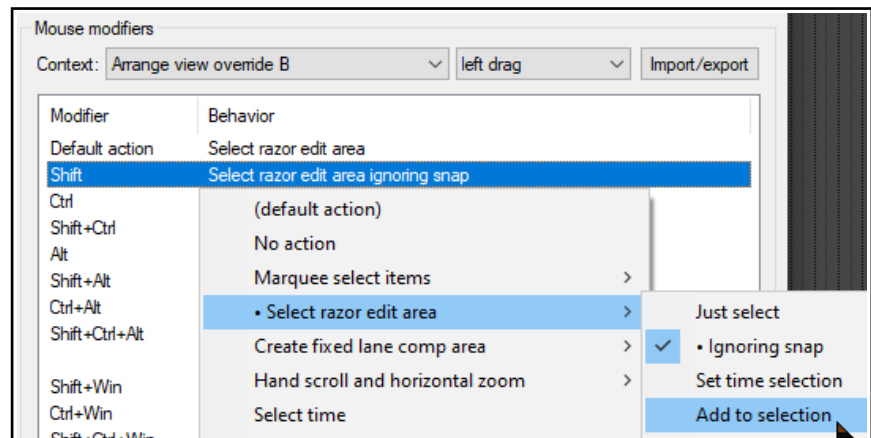 Mouse modifiers
Context: Arrange view override B left drag Import/export
Modifier Behavior
Default action Select razor edit area
Shift Select razor edit area ignoring snap
Ctrl
(default action)
Shift+Ctrl
No action
Alt
Shift+Alt
Marquee select items >
Ctrl+Alt
• Select razor edit area > Just select
Shift+Ctrl+Alt
Create fixed lane comp area > ✓ • Ignoring snap
Shift+Win
Hand scroll and horizontal zoom > Set time selection
Ctrl+Win
Select time Add to selection
Shift+Ctrl+Win